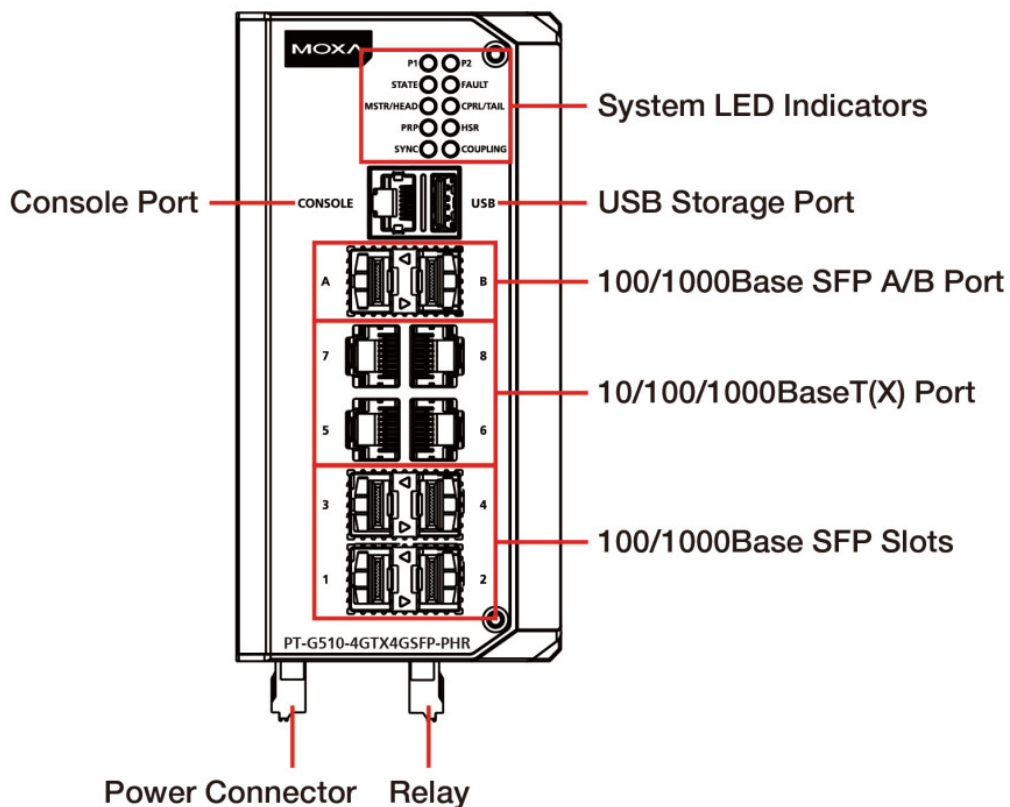 MOXA
P1 P2
STATE FAULT
MSTR/HEAD CPRL/TAIL
PRP HSR
SYNC COUPLING
System LED Indicators
Console Port
CONSOLE
USB
USB Storage Port
A B
100/1000Base SFP A/B Port
7 8
10/100/1000BaseT(X) Port
5 6
3 4
100/1000Base SFP Slots
1 2
PT-G510-4GTX4GSFP-PHR
Power Connector
Relay